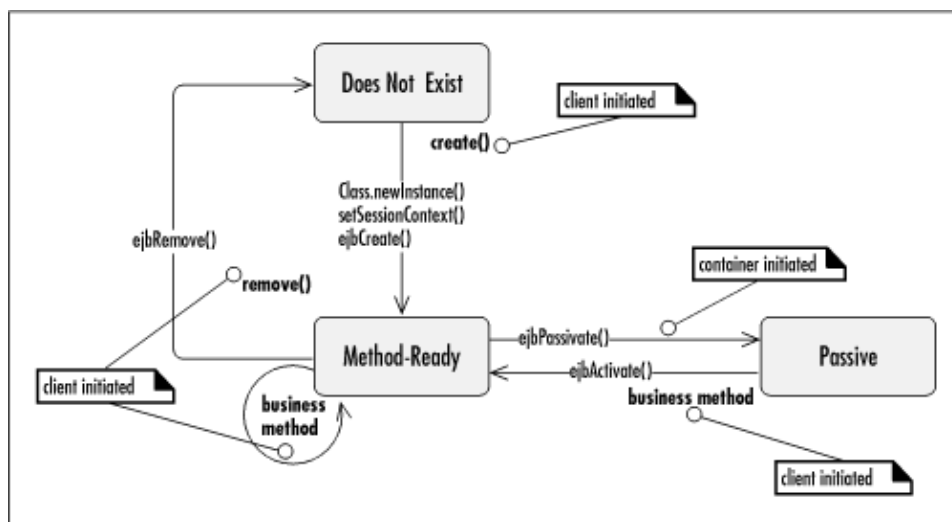 Does Not Exist
client initiated
create()
Class.newInstance()
setSessionContext()
ejbCreate()
ejbRemove()
remove()
container initiated
ejbPassivate()
Method-Ready
Passive
ejbActivate()
client initiated
business
method
business method
client initiated